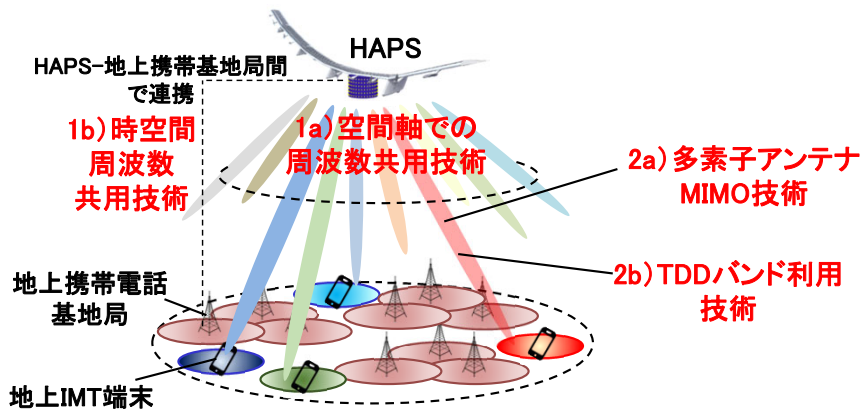 HAPS
HAPS-地上携帯基地局間
で連携
1b)時空間
周波数
共用技術
1a)空間軸での
周波数共用技術
2a)多素子アンテナ
MIMO技術
2b)TDDバンド利用
技術
地上携帯電話
基地局
地上IMT端末